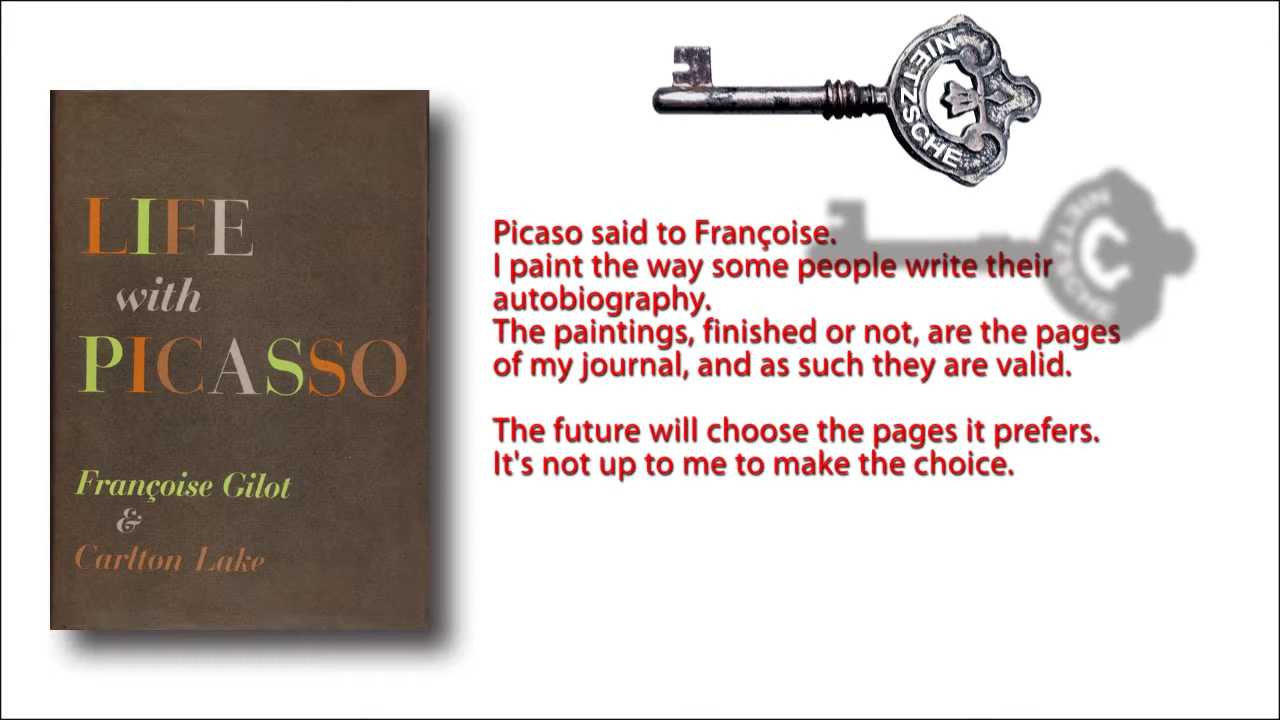 LIFE
with
PICASSO
Françoise Gilot
&
Carlton Lake
NIETZSCHE
Picaso said to Françoise.
I paint the way some people write their
autobiography.
The paintings, finished or not, are the pages
of my journal, and as such they are valid.
The future will choose the pages it prefers.
It's not up to me to make the choice.